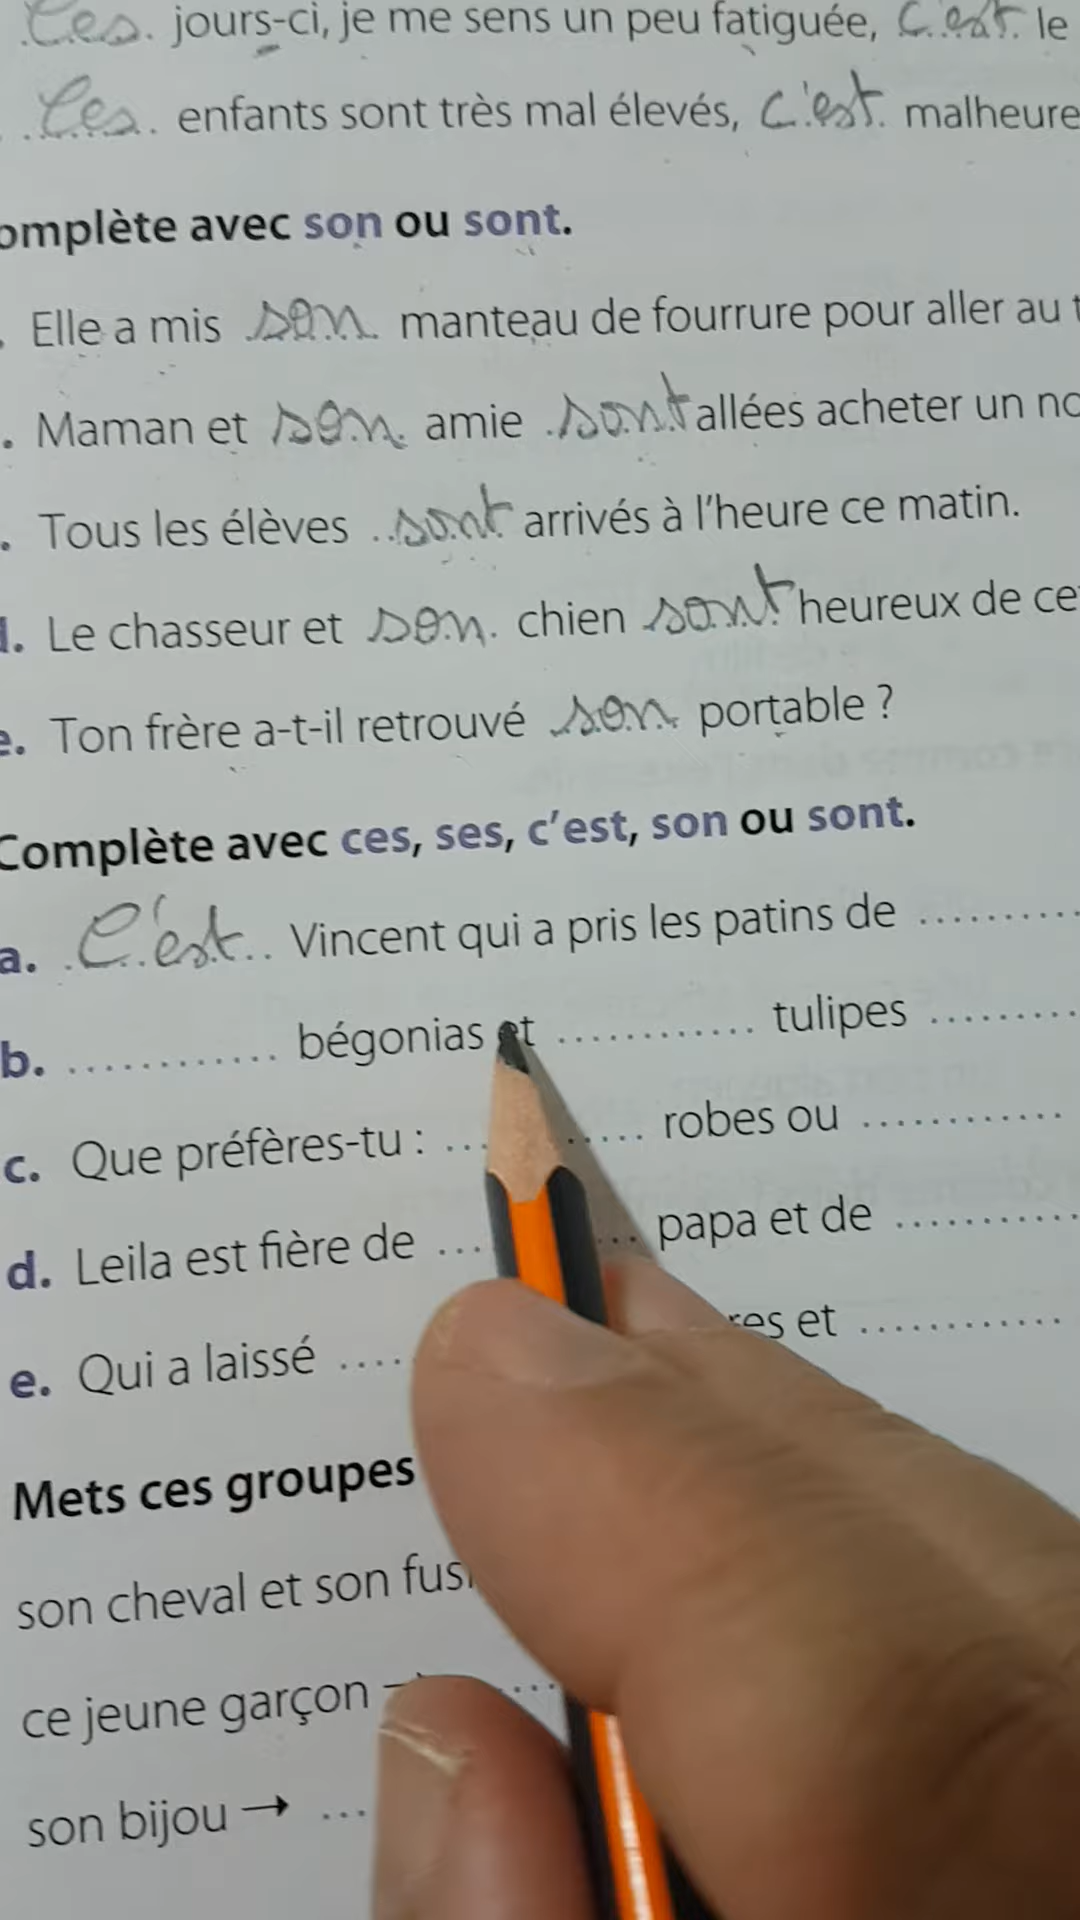 Ces jours-ci, je me sens un peu fatiguée, c'est le
Ces enfants sont très mal élevés, c'est malheure
omplète avec son ou sont.
. Elle a mis son manteau de fourrure pour aller au t
. Maman et son amie sont allées acheter un no
. Tous les élèves sont arrivés à l'heure ce matin.
d. Le chasseur et son chien sont heureux de ce
e. Ton frère a-t-il retrouvé son portable ?
Complète avec ces, ses, c'est, son ou sont.
a. C'est Vincent qui a pris les patins de ..........
b. ............ bégonias et ............ tulipes .........
c. Que préfères-tu : ... ..... robes ou ............
d. Leila est fière de ... ... papa et de ...........
e. Qui a laissé .... res et ............
Mets ces groupes
son cheval et son fus
ce jeune garçon → ....
son bijou → ...